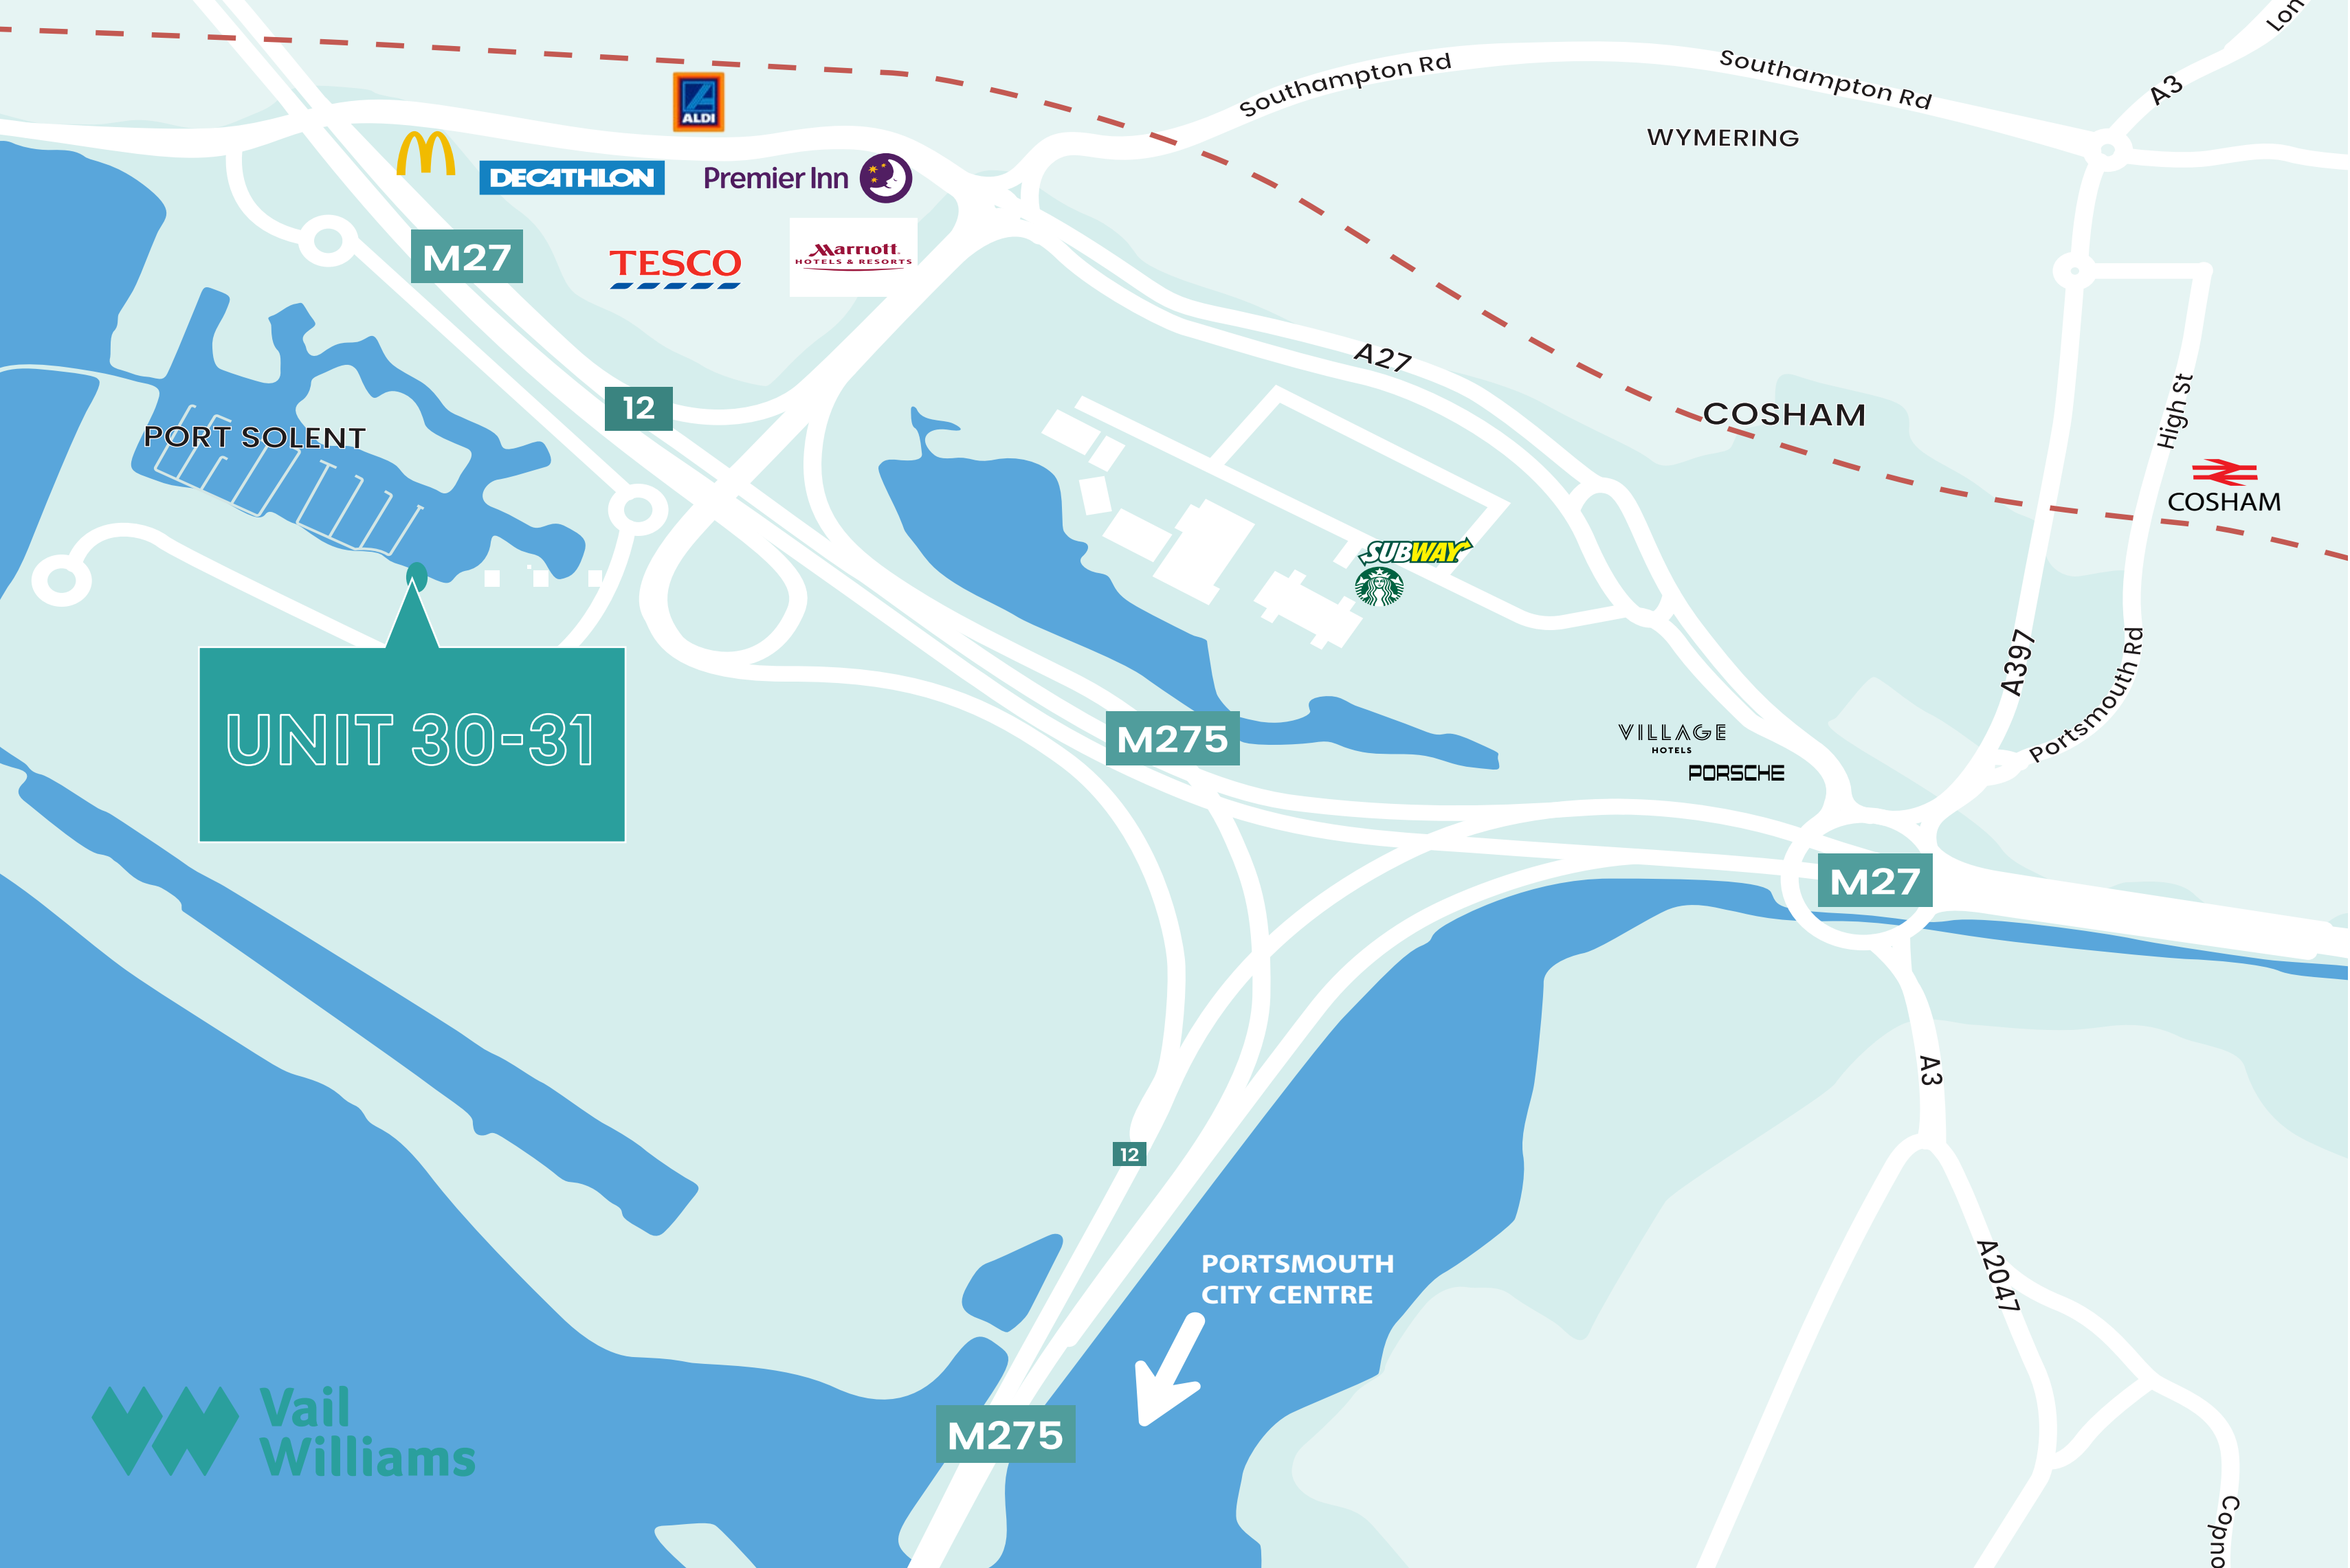 Lon
A3
Southampton Rd
Southampton Rd
WYMERING
ALDI
DECATHLON
Premier Inn
M27
TESCO
Marriott
HOTELS & RESORTS
A27
12
PORT SOLENT
COSHAM
High St
COSHAM
SUBWAY
UNIT 30-31
A397
Portsmouth Rd
M275
VILLAGE
HOTELS
PORSCHE
M27
A3
12
PORTSMOUTH
CITY CENTRE
A2047
M275
Vail
Williams
Copno